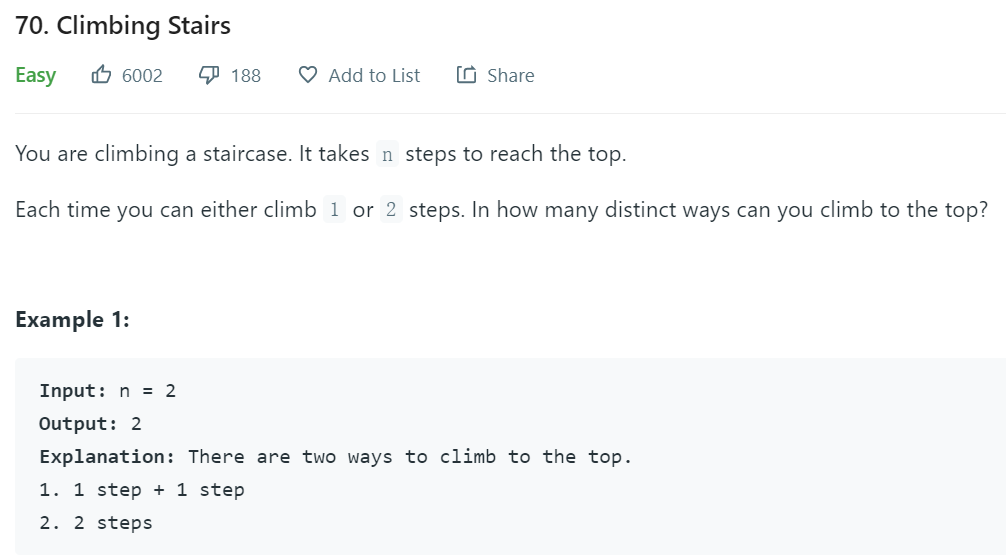 70. Climbing Stairs
Easy 6002 188 Add to List Share
You are climbing a staircase. It takes n steps to reach the top.
Each time you can either climb 1 or 2 steps. In how many distinct ways can you climb to the top?
Example 1:
Input: n = 2
Output: 2
Explanation: There are two ways to climb to the top.
1. 1 step + 1 step
2. 2 steps